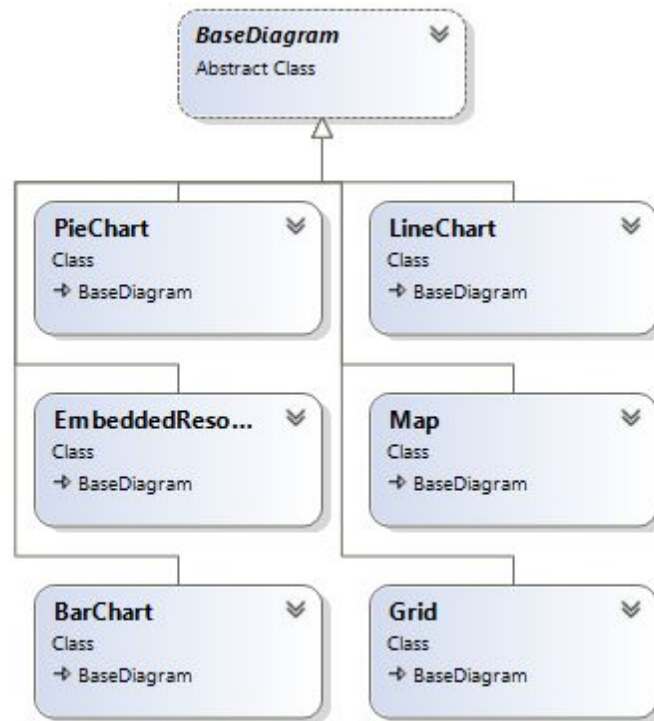 BaseDiagram
Abstract Class
PieChart
Class
BaseDiagram
LineChart
Class
BaseDiagram
EmbeddedReso...
Class
BaseDiagram
Map
Class
BaseDiagram
BarChart
Class
BaseDiagram
Grid
Class
BaseDiagram